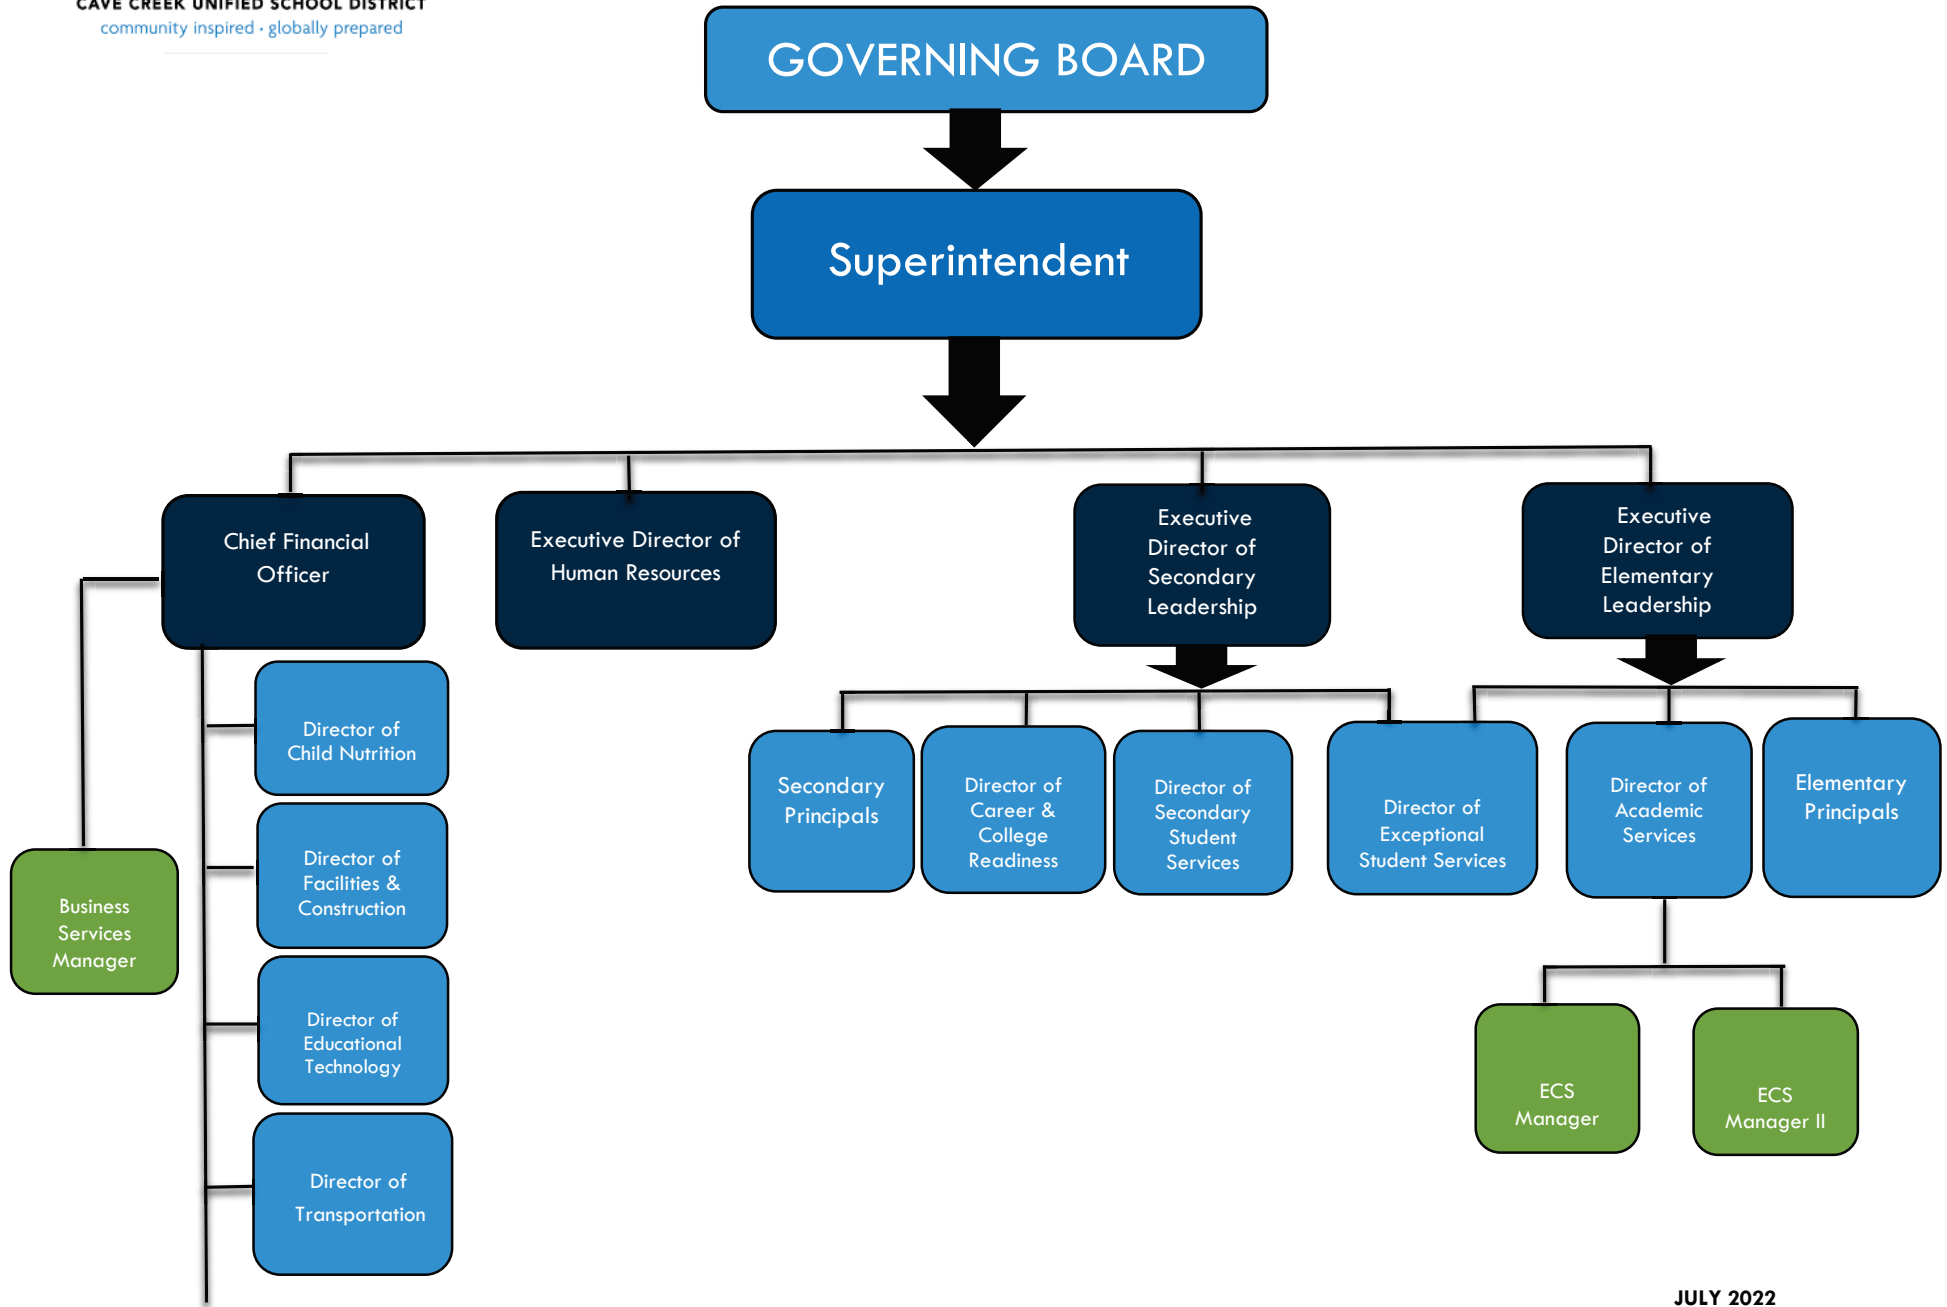 CAVE CREEK UNIFIED SCHOOL DISTRICT
community inspired • globally prepared
GOVERNING BOARD
Superintendent
Chief Financial
Officer
Executive Director of
Human Resources
Executive
Director of
Secondary
Leadership
Executive
Director of
Elementary
Leadership
Business
Services
Manager
Director of
Child Nutrition
Director of
Facilities &
Construction
Director of
Educational
Technology
Director of
Transportation
Secondary
Principals
Director of
Career &
College
Readiness
Director of
Secondary
Student
Services
Director of
Exceptional
Student Services
Director of
Academic
Services
Elementary
Principals
ECS
Manager
ECS
Manager II
JULY 2022